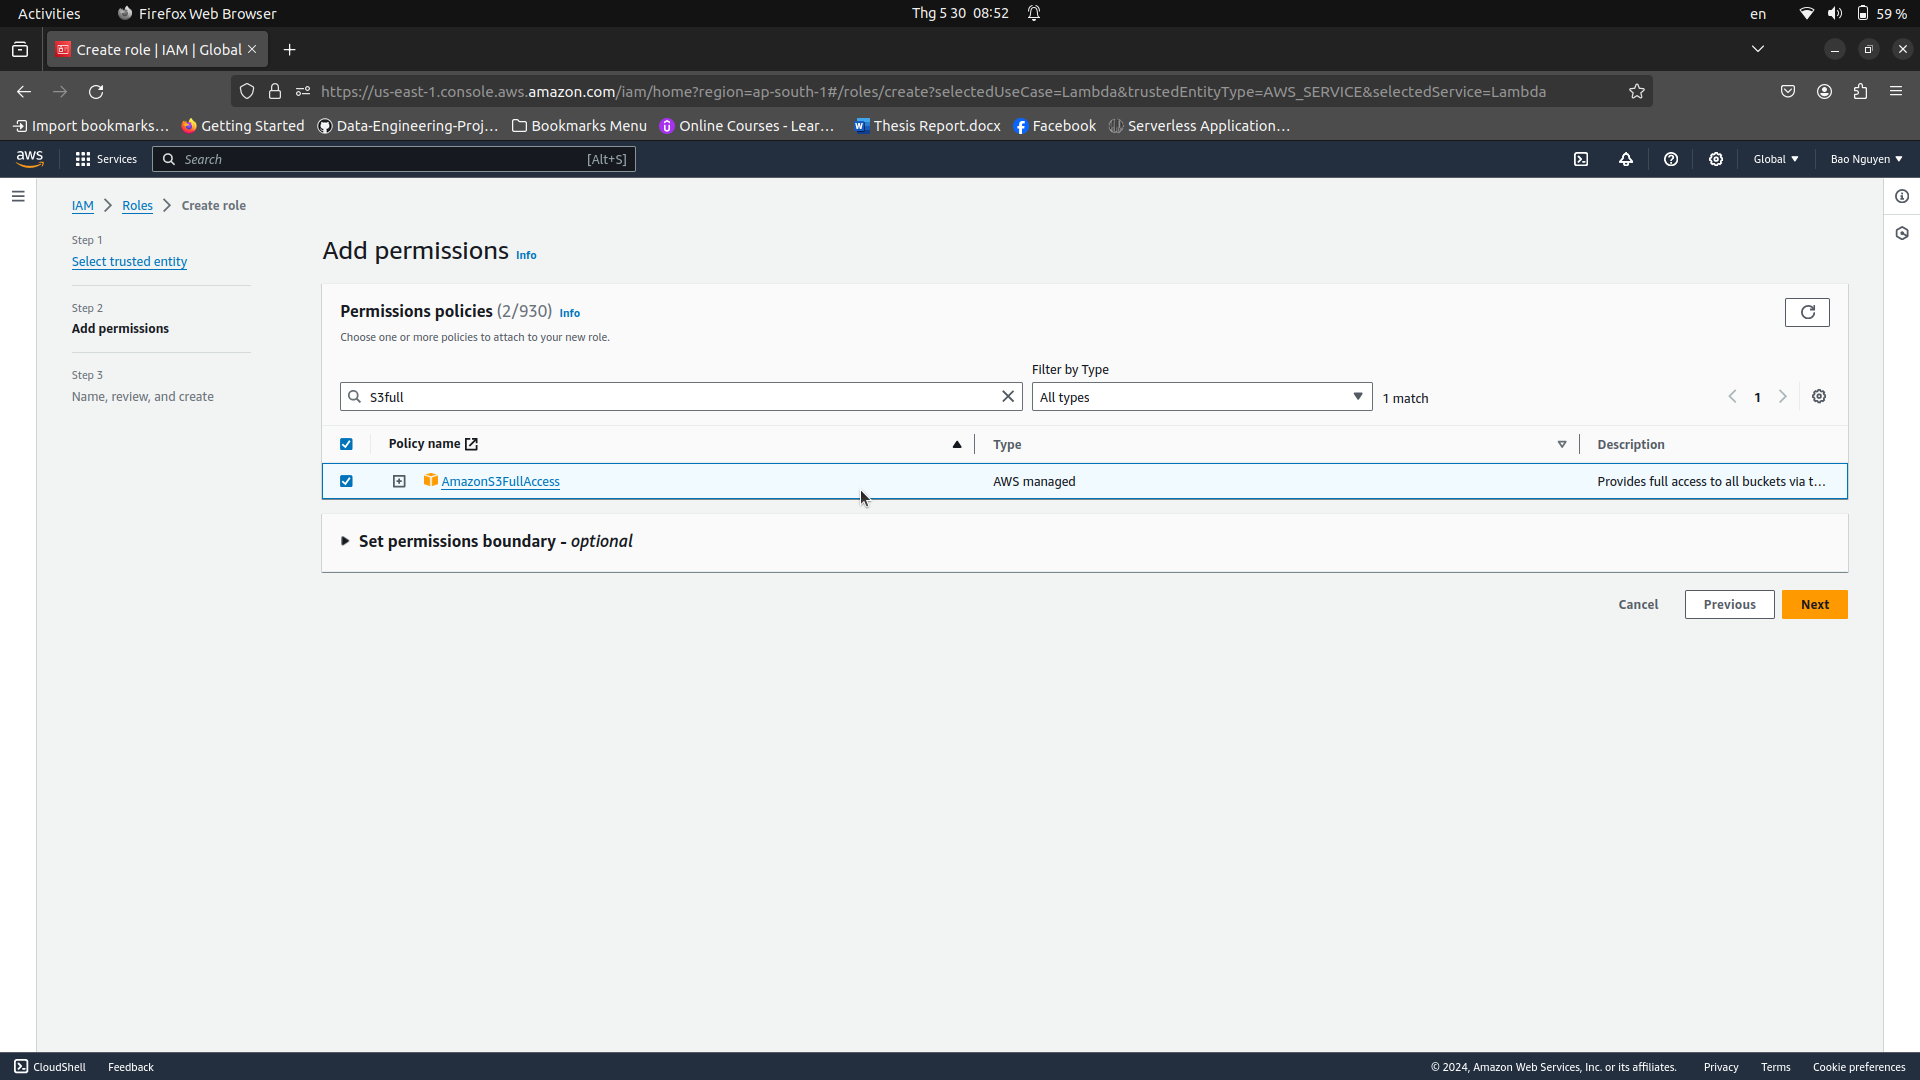 Activities Firefox Web Browser Thg 5 30 08:52 en 59 %
Create role | IAM | Global
https://us-east-1.console.aws.amazon.com/iam/home?region=ap-south-1#/roles/create?selectedUseCase=Lambda&trustedEntityType=AWS_SERVICE&selectedService=Lambda
Import bookmarks... Getting Started Data-Engineering-Proj... Bookmarks Menu Online Courses - Lear... Thesis Report.docx Facebook Serverless Application...
aws Services Search [Alt+S] Global Bao Nguyen
IAM Roles Create role
Step 1
Select trusted entity
Step 2
Add permissions
Step 3
Name, review, and create
Add permissions Info
Permissions policies (2/930) Info
Choose one or more policies to attach to your new role.
Filter by Type
S3full All types 1 match 1
Policy name Type Description
AmazonS3FullAccess AWS managed Provides full access to all buckets via t...
Set permissions boundary - optional
Cancel Previous Next
CloudShell Feedback © 2024, Amazon Web Services, Inc. or its affiliates. Privacy Terms Cookie preferences